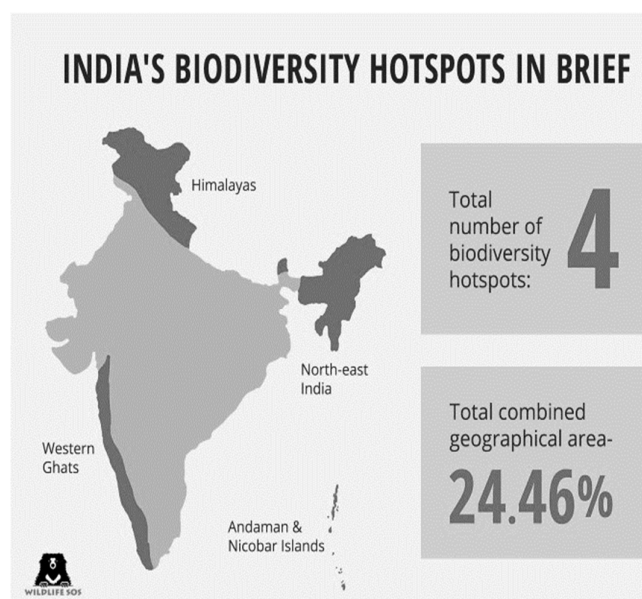 INDIA'S BIODIVERSITY HOTSPOTS IN BRIEF
Himalayas
Total
number of
biodiversity
hotspots:
4
North-east
India
Total combined
geographical area-
24.46%
Western
Ghats
Andaman &
Nicobar Islands
WILDLIFE SOS